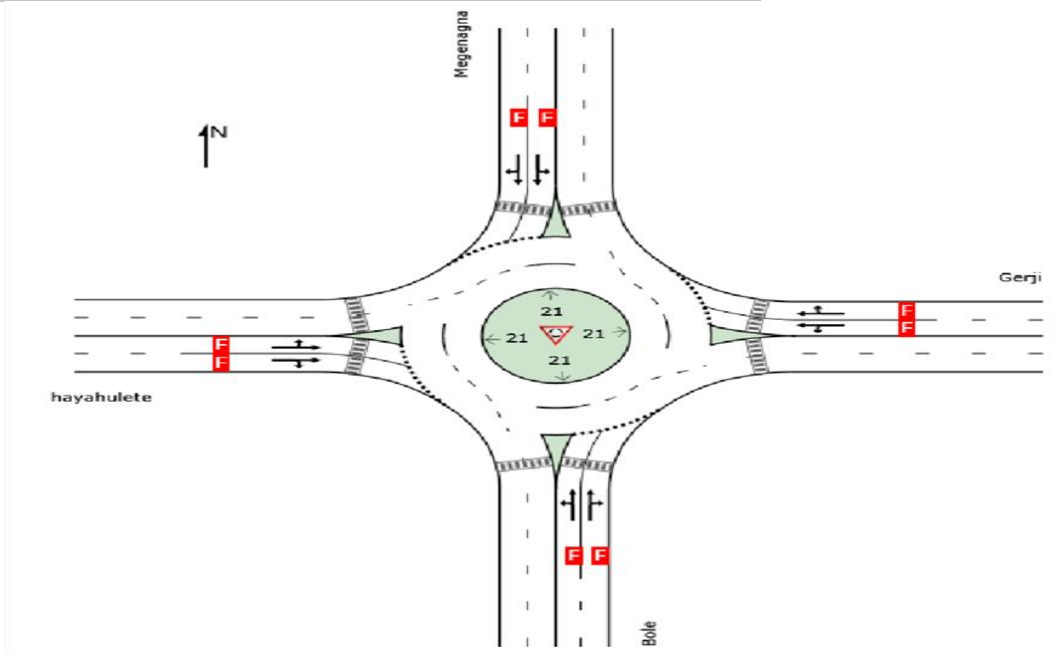 Megenagna
N
F F
Gerji
F
F
21
21 21
21
F
F
hayahulete
F F
Bole